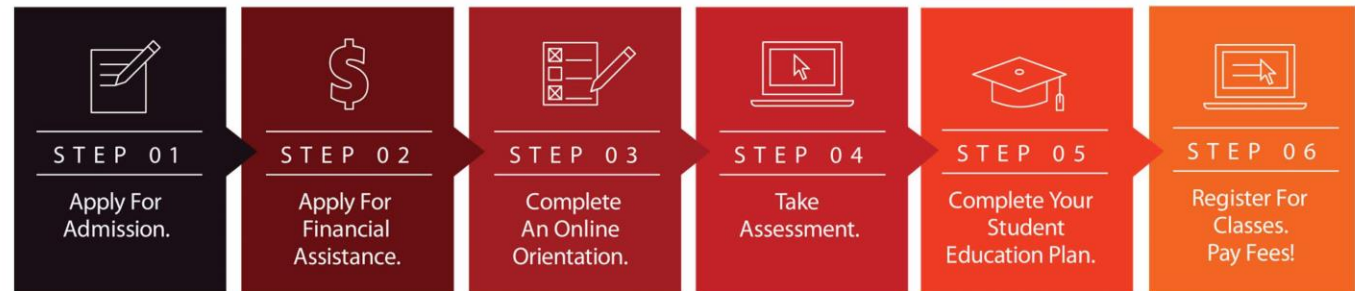 STEP 01
Apply For
Admission.
STEP 02
Apply For
Financial
Assistance.
STEP 03
Complete
An Online
Orientation.
STEP 04
Take
Assessment.
STEP 05
Complete Your
Student
Education Plan.
STEP 06
Register For
Classes.
Pay Fees!